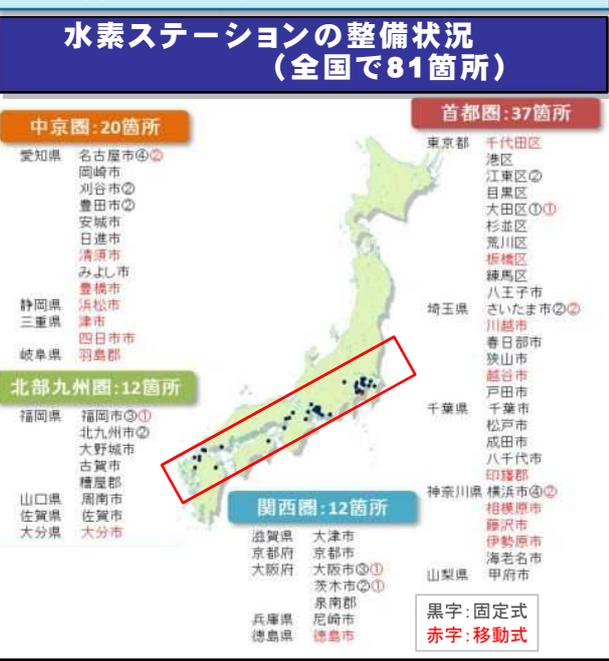 水素ステーションの整備状況
（全国で81箇所）
中京圏:20箇所
愛知県 名古屋市④②
岡崎市
刈谷市②
豊田市②
安城市
日進市
清須市
みよし市
豊橋市
静岡県 浜松市
三重県 津市
四日市市
岐阜県 羽島郡
北部九州圏:12箇所
福岡県 福岡市③①
北九州市②
大野城市
古賀市
糟屋郡
山口県 周南市
佐賀県 佐賀市
大分県 大分市
関西圏:12箇所
滋賀県 大津市
京都府 京都市
大阪府 大阪市③①
茨木市②①
泉南郡
兵庫県 尼崎市
徳島県 徳島市
首都圏:37箇所
東京都 千代田区
港区
江東区②
目黒区
大田区①①
杉並区
荒川区
板橋区
練馬区
八王子市
埼玉県 さいたま市②②
川越市
春日部市
狭山市
越谷市
戸田市
千葉県 千葉市
松戸市
成田市
八千代市
印旛郡
神奈川県 横浜市④②
相模原市
藤沢市
伊勢原市
海老名市
山梨県 甲府市
黒字:固定式
赤字:移動式